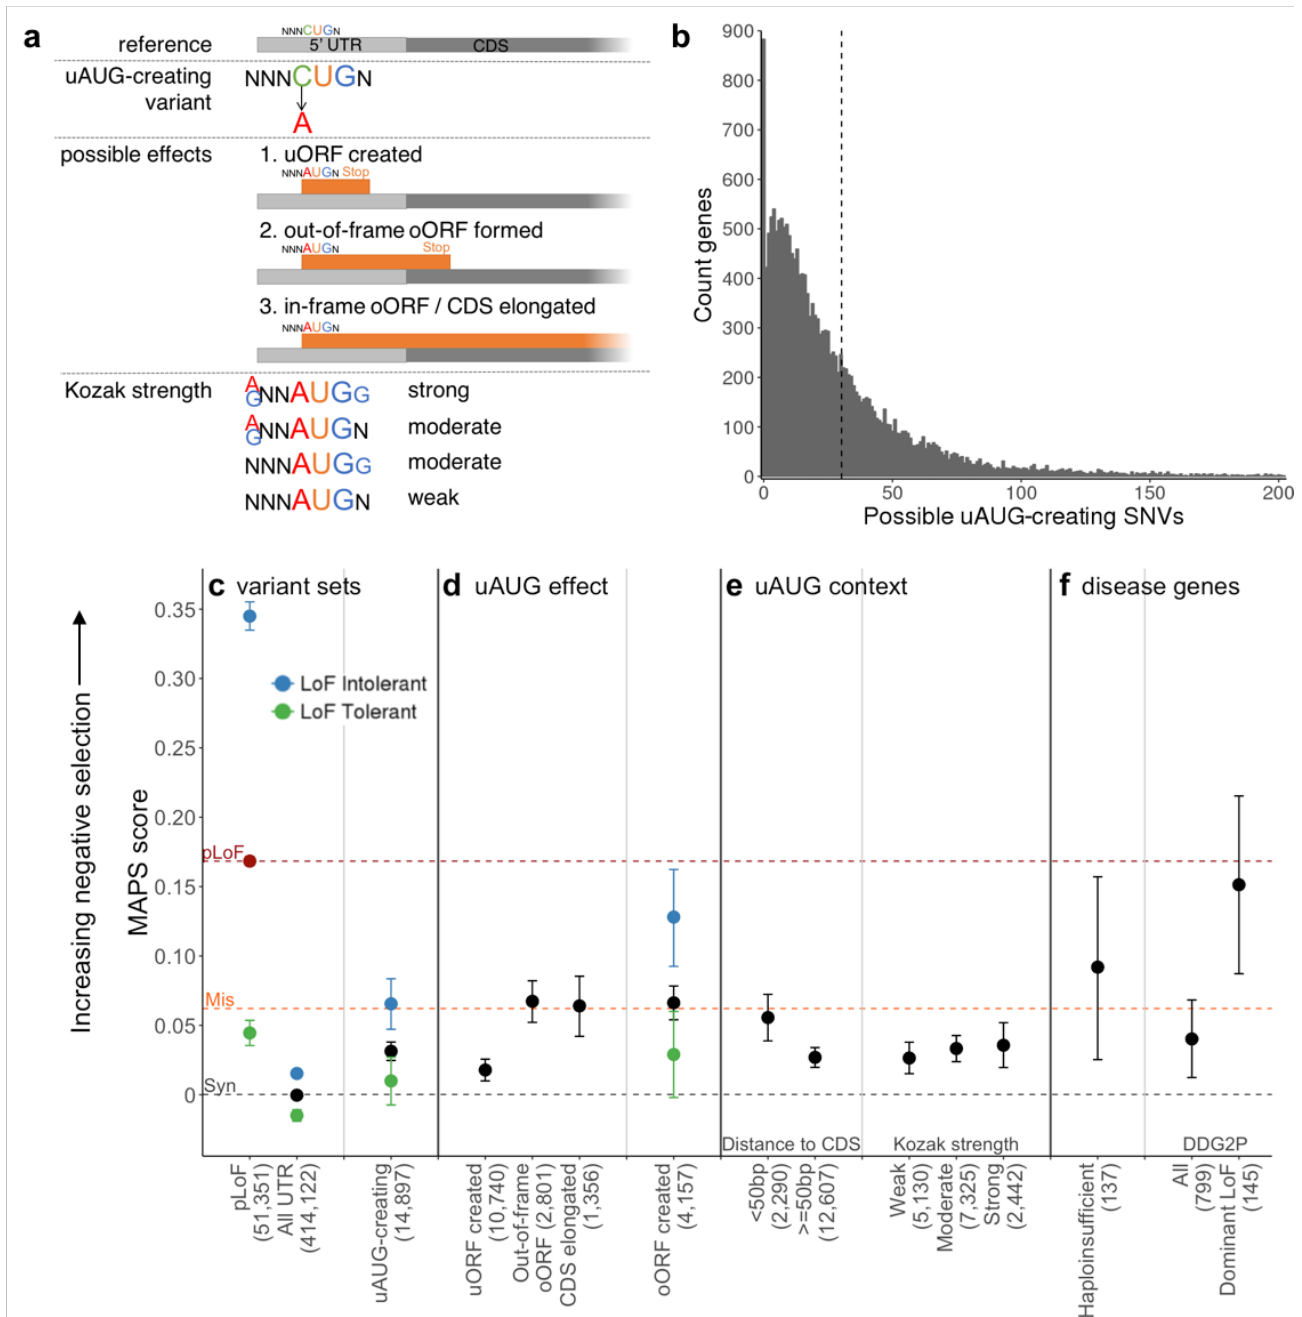 a
reference
NNNCUGN
5' UTR
CDS
uAUG-creating
variant
NNNCUGN
A
possible effects
1. uORF created
NNNAUGN Stop
2. out-of-frame oORF formed
NNNAUGN
Stop
3. in-frame oORF / CDS elongated
NNNAUGN
Kozak strength
A
G
NNAUGG
strong
A
G
NNAUGN
moderate
NNNAUGG
moderate
NNNAUGN
weak
b
Count genes
900
800
700
600
500
400
300
200
100
0
0
50
100
150
200
Possible uAUG-creating SNVs
Increasing negative selection
MAPS score
0.35
0.30
0.25
0.20
0.15
0.10
0.05
0
c variant sets
LoF Intolerant
LoF Tolerant
pLoF
Mis
Syn
pLoF
(51,351)
All UTR
(414,122)
uAUG-creating
(14,897)
d uAUG effect
uORF created
(10,740)
Out-of-frame
oORF (2,801)
CDS elongated
(1,356)
oORF created
(4,157)
e uAUG context
Distance to CDS
Kozak strength
<50bp
(2,290)
>=50bp
(12,607)
Weak
(5,130)
Moderate
(7,325)
Strong
(2,442)
f disease genes
DDG2P
Haploinsufficient
(137)
All
(799)
Dominant LoF
(145)